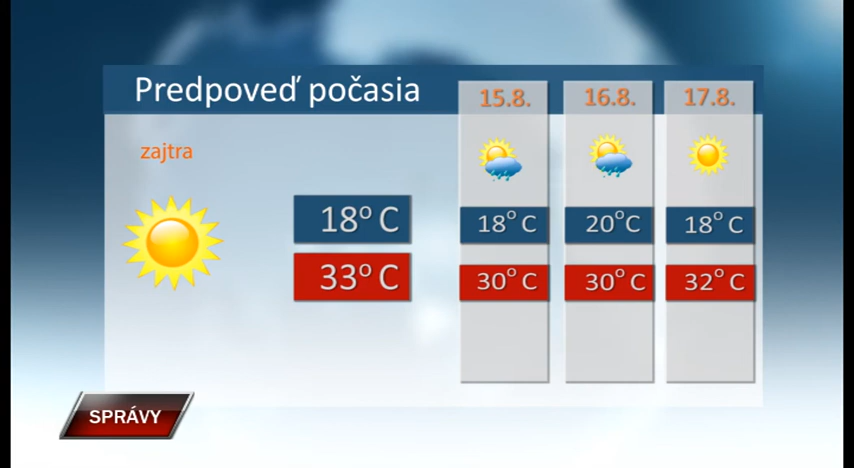 Predpoveď počasia
zajtra
18° C
33° C
15.8.
18° C
30° C
16.8.
20°C
30° C
17.8.
18° C
32° C
SPRÁVY